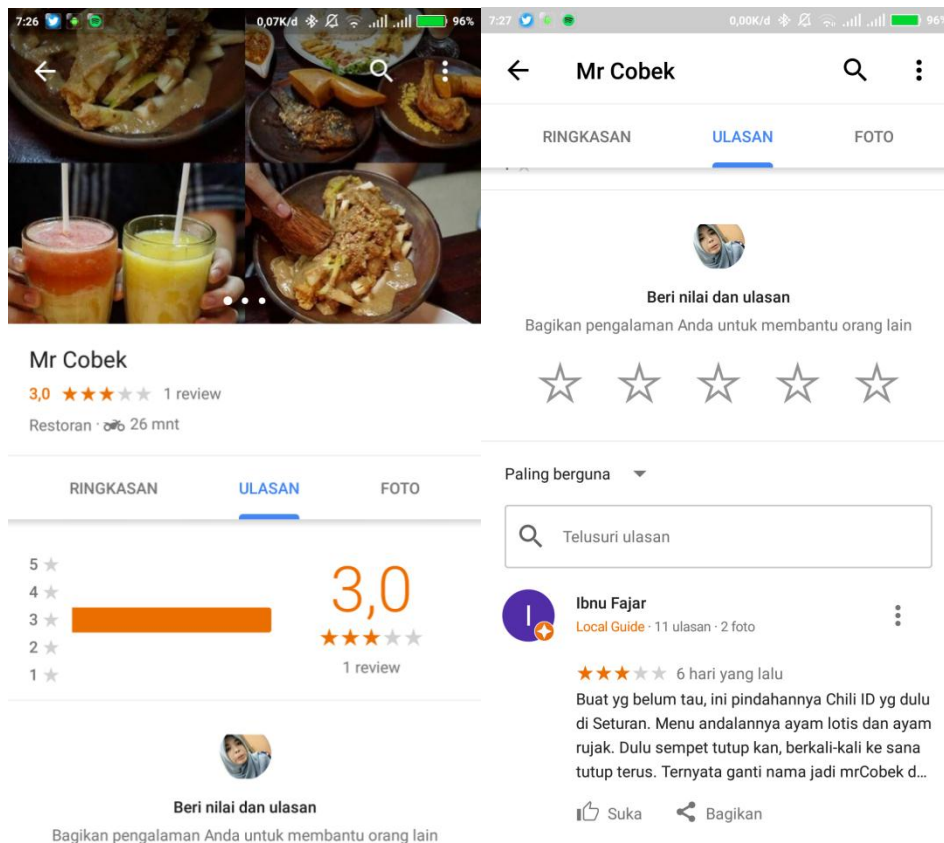 7:26
0,07K/d
96%
Mr Cobek
3,0 1 review
Restoran · 26 mnt
RINGKASAN ULASAN FOTO
5
4
3
2
1
3,0
1 review
Beri nilai dan ulasan
Bagikan pengalaman Anda untuk membantu orang lain
7:27
0,00K/d
96%
Mr Cobek
RINGKASAN ULASAN FOTO
Beri nilai dan ulasan
Bagikan pengalaman Anda untuk membantu orang lain
Paling berguna
Telusuri ulasan
I
Ibnu Fajar
Local Guide · 11 ulasan · 2 foto
6 hari yang lalu
Buat yg belum tau, ini pindahannya Chili ID yg dulu
di Seturan. Menu andalannya ayam lotis dan ayam
rujak. Dulu sempet tutup kan, berkali-kali ke sana
tutup terus. Ternyata ganti nama jadi mrCobek d...
Suka Bagikan